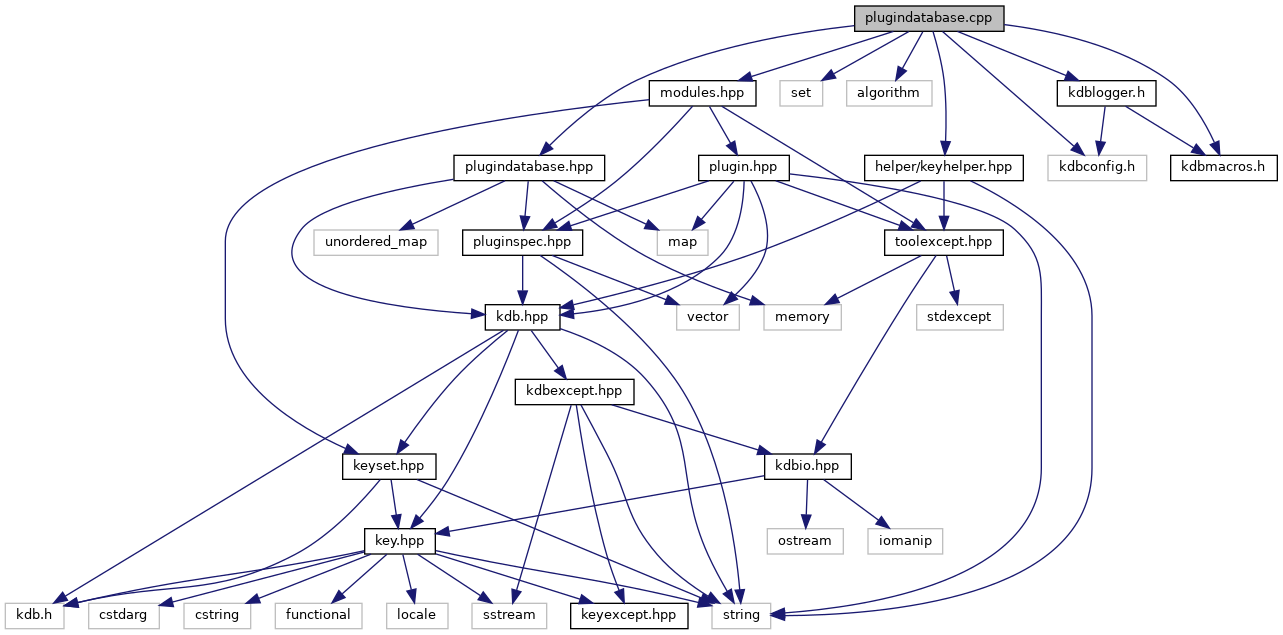 plugindatabase.cpp
modules.hpp
set
algorithm
kdblogger.h
plugindatabase.hpp
plugin.hpp
helper/keyhelper.hpp
kdbconfig.h
kdbmacros.h
unordered_map
pluginspec.hpp
map
toolexcept.hpp
kdb.hpp
vector
memory
stdexcept
kdbexcept.hpp
keyset.hpp
kdbio.hpp
key.hpp
ostream
iomanip
kdb.h
cstdarg
cstring
functional
locale
sstream
keyexcept.hpp
string